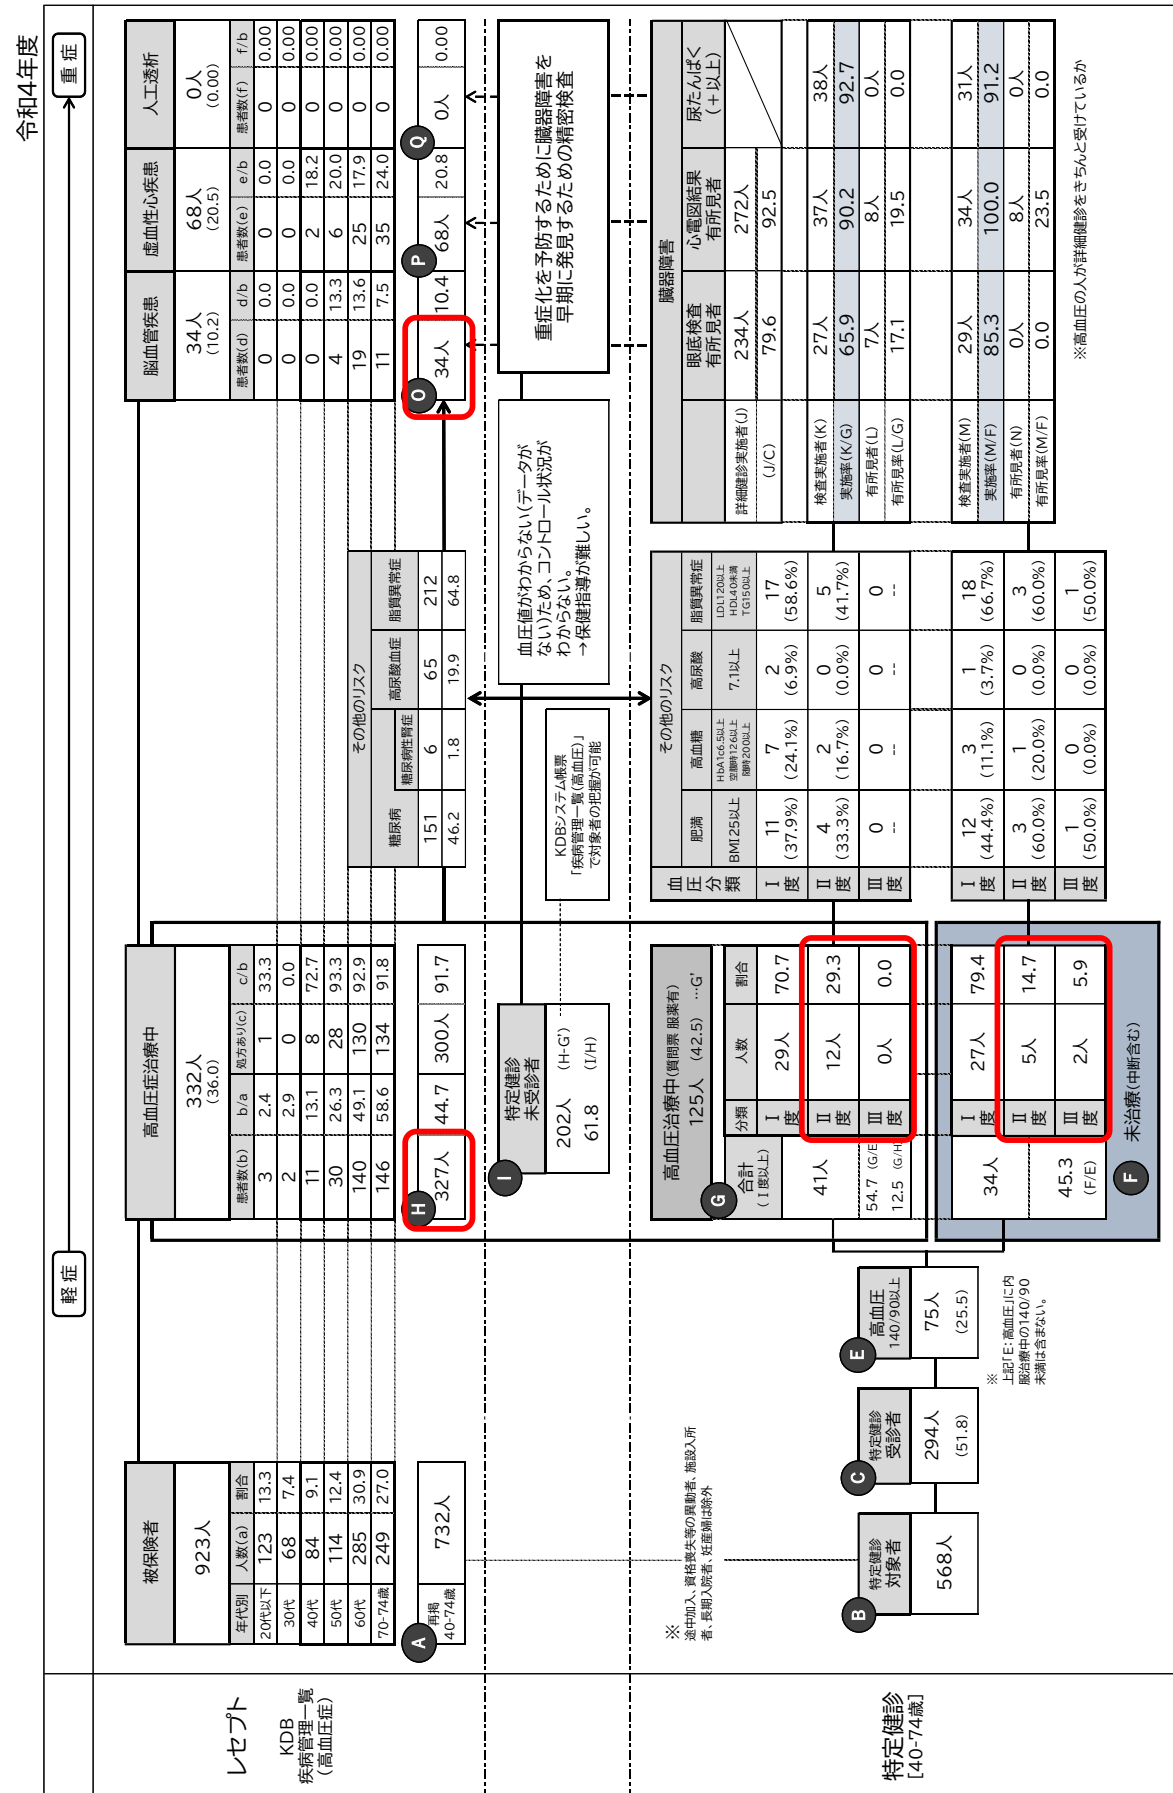 令和4年度
軽症
重症
レセプト
KDB
疾病管理一覧
(高血圧症)
被保険者
923人
年代別 人数(a) 割合
20代以下 123 13.3
30代 68 7.4
40代 84 9.1
50代 114 12.4
60代 285 30.9
70-74歳 249 27.0
A
再掲
40-74歳
732人
高血圧症治療中
332人
(36.0)
患者数(b) b/a 処方あり(c) c/b
3 2.4 1 33.3
2 2.9 0 0.0
11 13.1 8 72.7
30 26.3 28 93.3
140 49.1 130 92.9
146 58.6 134 91.8
H
327人 44.7 300人 91.7
その他のリスク
糖尿病 糖尿病性腎症 高尿酸血症 脂質異常症
151 6 65 212
46.2 1.8 19.9 64.8
脳血管疾患 虚血性心疾患 人工透析
34人 68人 0人
(10.2) (20.5) (0.00)
患者数(d) d/b 患者数(e) e/b 患者数(f) f/b
0 0.0 0 0.0 0 0.00
0 0.0 0 0.0 0 0.00
0 0.0 2 18.2 0 0.00
4 13.3 6 20.0 0 0.00
19 13.6 25 17.9 0 0.00
11 7.5 35 24.0 0 0.00
O P Q
34人 10.4 68人 20.8 0人 0.00
I
特定健診
未受診者
202人 (H-G')
61.8 (I/H)
KDBシステム帳票
「疾病管理一覧(高血圧)」
で対象者の把握が可能
血圧値がわからない(データが
ない)ため、コントロール状況が
わからない。
→保健指導が難しい。
重症化を予防するために臓器障害を
早期に発見するための精密検査
特定健診
[40-74歳]
※
途中加入、資格喪失等の異動者、施設入所
者、長期入院者、妊産婦は除外
B
特定健診
対象者
568人
C
特定健診
受診者
294人
(51.8)
E
高血圧
140/90以上
75人
(25.5)
※
上記「E:高血圧」に内
服治療中の140/90
未満は含まない。
高血圧治療中(質問票 服薬有)
125人 (42.5) …G'
G
合計
(Ⅰ度以上)
分類 人数 割合
41人
54.7 (G/E)
12.5 (G/H)
Ⅰ度 29人 70.7
Ⅱ度 12人 29.3
Ⅲ度 0人 0.0
34人
45.3
(F/E)
Ⅰ度 27人 79.4
Ⅱ度 5人 14.7
Ⅲ度 2人 5.9
F
未治療(中断含む)
血圧分類
その他のリスク
肥満 高血糖 高尿酸 脂質異常症
BMI25以上
HbA1c6.5以上
空腹時126以上
随時200以上
7.1以上
LDL120以上
HDL40未満
TG150以上
Ⅰ度 11 7 2 17
(37.9%) (24.1%) (6.9%) (58.6%)
Ⅱ度 4 2 0 5
(33.3%) (16.7%) (0.0%) (41.7%)
Ⅲ度 0 0 0 0
-- -- -- --
Ⅰ度 12 3 1 18
(44.4%) (11.1%) (3.7%) (66.7%)
Ⅱ度 3 1 0 3
(60.0%) (20.0%) (0.0%) (60.0%)
Ⅲ度 1 0 0 1
(50.0%) (0.0%) (0.0%) (50.0%)
臓器障害
眼底検査
有所見者
心電図結果
有所見者
尿たんぱく
(+以上)
詳細健診実施者(J) 234人 272人
(J/C) 79.6 92.5
検査実施者(K) 27人 37人 38人
実施率(K/G) 65.9 90.2 92.7
有所見者(L) 7人 8人 0人
有所見率(L/G) 17.1 19.5 0.0
検査実施者(M) 29人 34人 31人
実施率(M/F) 85.3 100.0 91.2
有所見者(N) 0人 8人 0人
有所見率(M/F) 0.0 23.5 0.0
※高血圧の人が詳細健診をきちんと受けているか